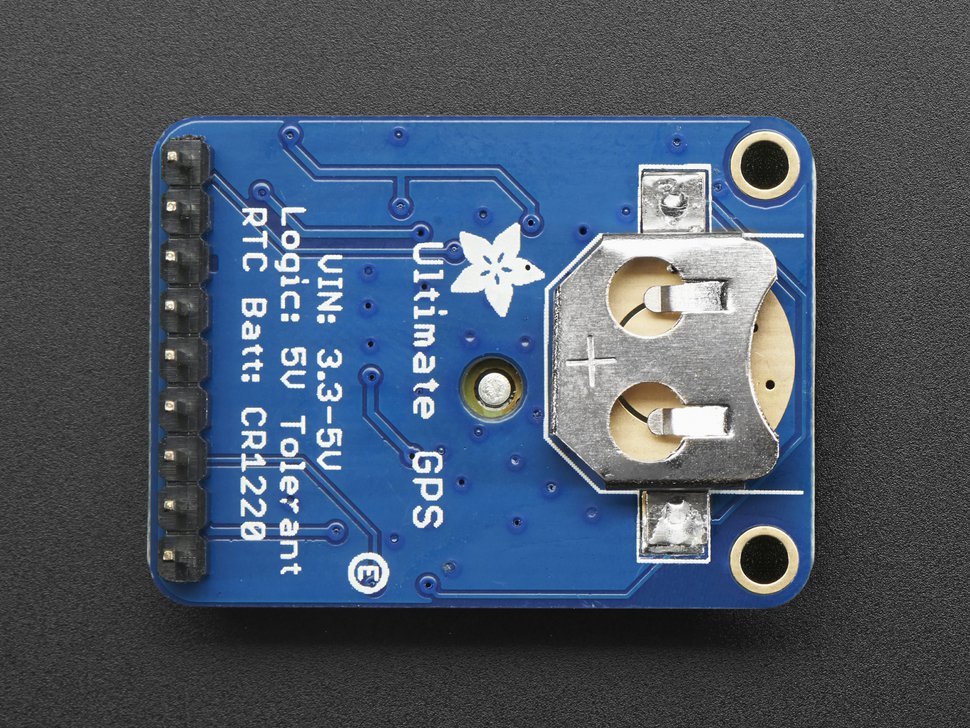 Ultimate GPS
VIN: 3.3-5V
Logic: 5V Tolerant
RTC Batt: CR1220
E
+